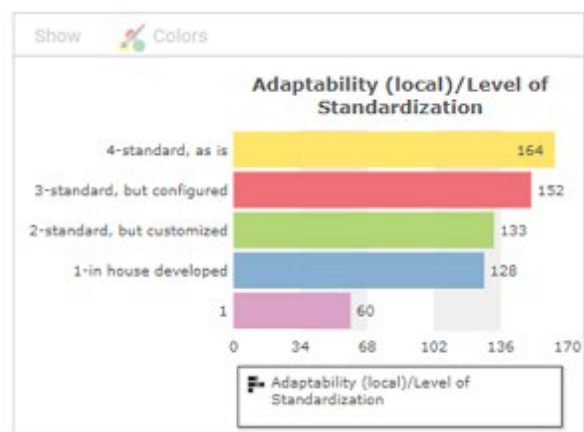 Show Colors
Adaptability (local)/Level of
Standardization
4-standard, as is 164
3-standard, but configured 152
2-standard, but customized 133
1-in house developed 128
1 60
0 34 68 102 136 170
Adaptability (local)/Level of
Standardization